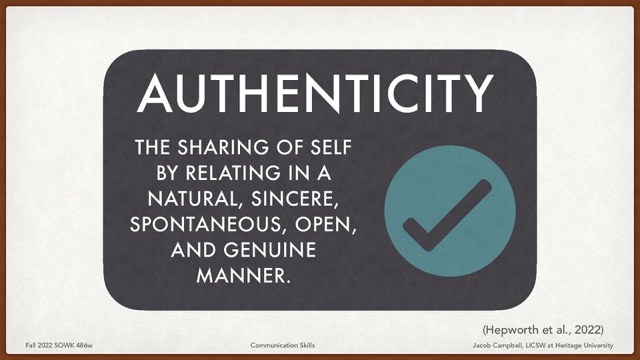 AUTHENTICITY
THE SHARING OF SELF
BY RELATING IN A
NATURAL, SINCERE,
SPONTANEOUS, OPEN,
AND GENUINE
MANNER.
(Hepworth et al., 2022)
Fall 2022 SOWK 486w
Communication Skills
Jacob Campbell, LICSW at Heritage University